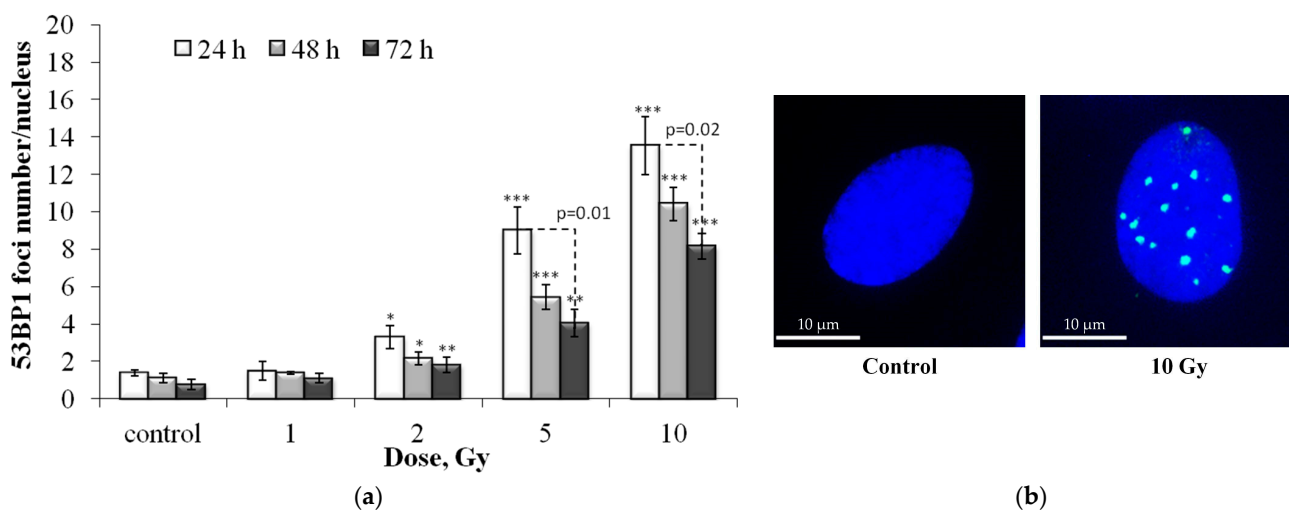 (a)
53BP1 foci number/nucleus
20
18
16
14
12
10
8
6
4
2
0
24 h 48 h 72 h
*
*
**
***
***
**
p=0.01
***
***
***
p=0.02
control 1 2 5 10
Dose, Gy
10 µm
Control
10 µm
10 Gy
(a)
(b)